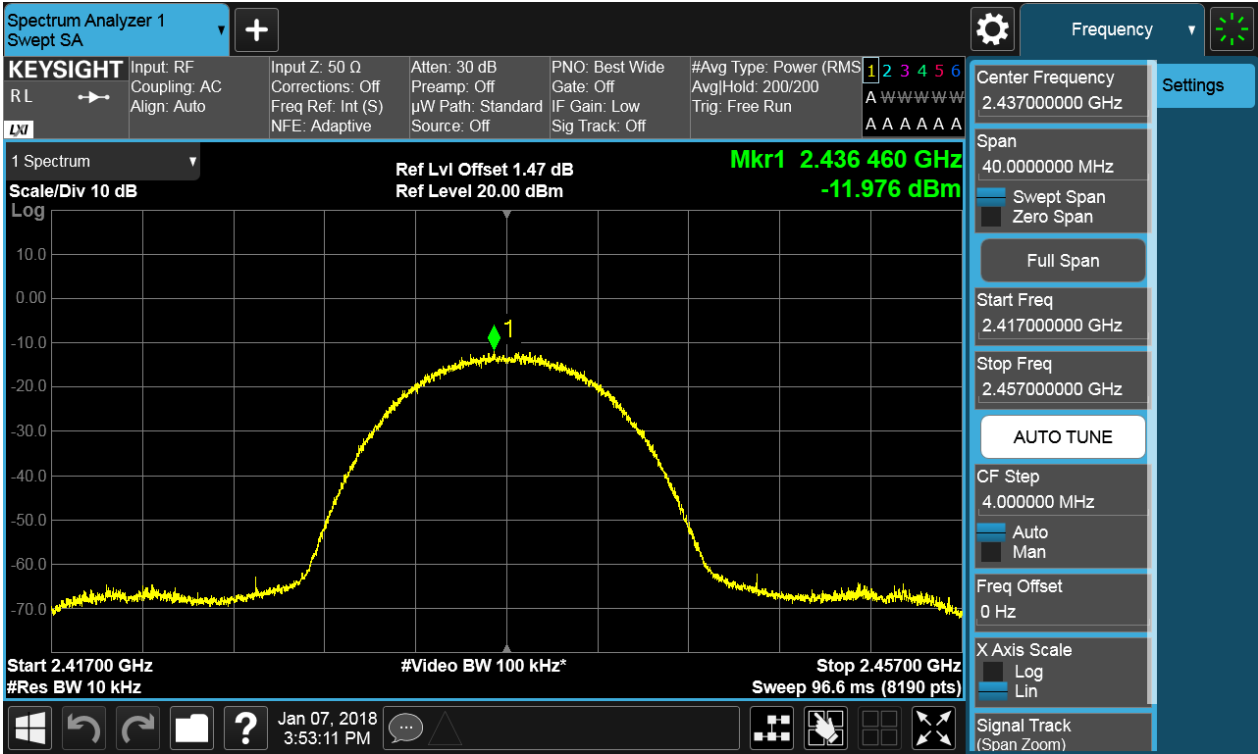 Spectrum Analyzer 1
Swept SA
+
Frequency
KEYSIGHT
R L
LXI
Input: RF
Coupling: AC
Align: Auto
Input Z: 50 Ω
Corrections: Off
Freq Ref: Int (S)
NFE: Adaptive
Atten: 30 dB
Preamp: Off
µW Path: Standard
Source: Off
PNO: Best Wide
Gate: Off
IF Gain: Low
Sig Track: Off
#Avg Type: Power (RMS
Avg|Hold: 200/200
Trig: Free Run
1 2 3 4 5 6
A W W W W W
A A A A A A
1 Spectrum
Scale/Div 10 dB
Log
Ref Lvl Offset 1.47 dB
Ref Level 20.00 dBm
Mkr1 2.436 460 GHz
-11.976 dBm
10.0
0.00
-10.0
-20.0
-30.0
-40.0
-50.0
-60.0
-70.0
1
Start 2.41700 GHz
#Res BW 10 kHz
#Video BW 100 kHz*
Stop 2.45700 GHz
Sweep 96.6 ms (8190 pts)
Center Frequency
2.437000000 GHz
Span
40.0000000 MHz
Swept Span
Zero Span
Full Span
Start Freq
2.417000000 GHz
Stop Freq
2.457000000 GHz
AUTO TUNE
CF Step
4.000000 MHz
Auto
Man
Freq Offset
0 Hz
X Axis Scale
Log
Lin
Signal Track
(Span Zoom)
Settings
?
Jan 07, 2018
3:53:11 PM